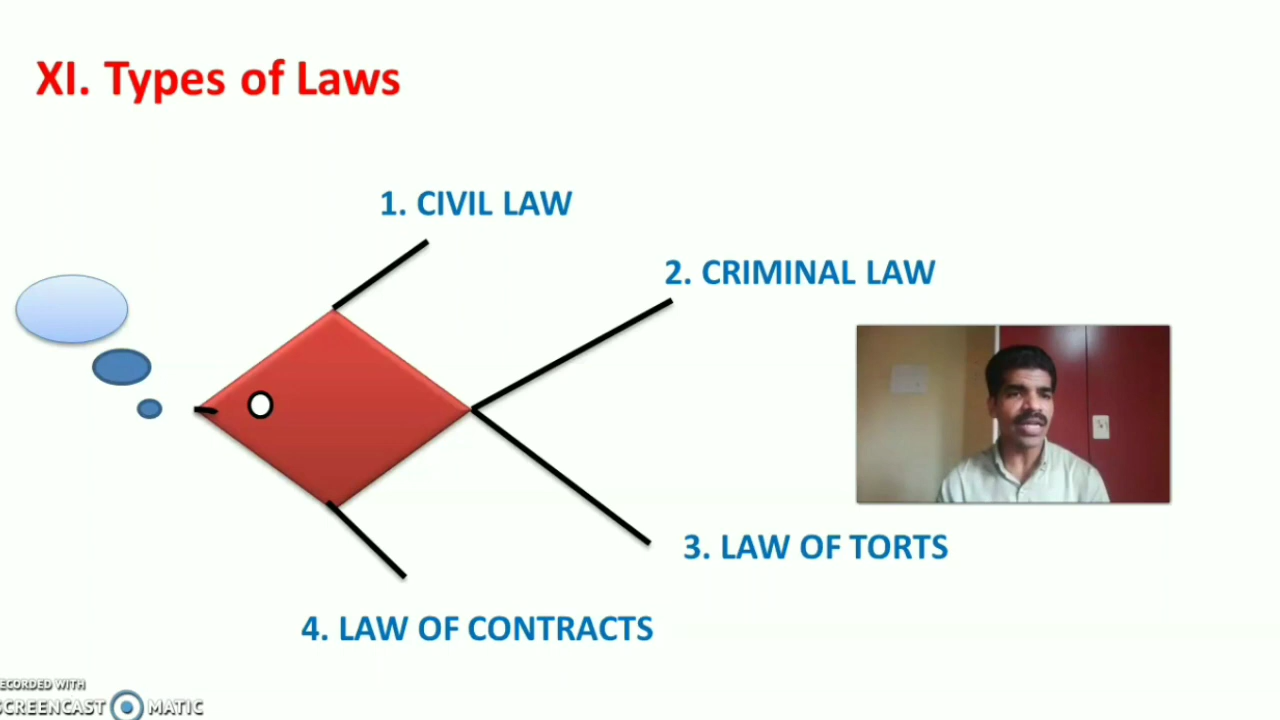 XI. Types of Laws
1. CIVIL LAW
2. CRIMINAL LAW
3. LAW OF TORTS
4. LAW OF CONTRACTS
ECORDED WITH
SCREENCAST MATIC